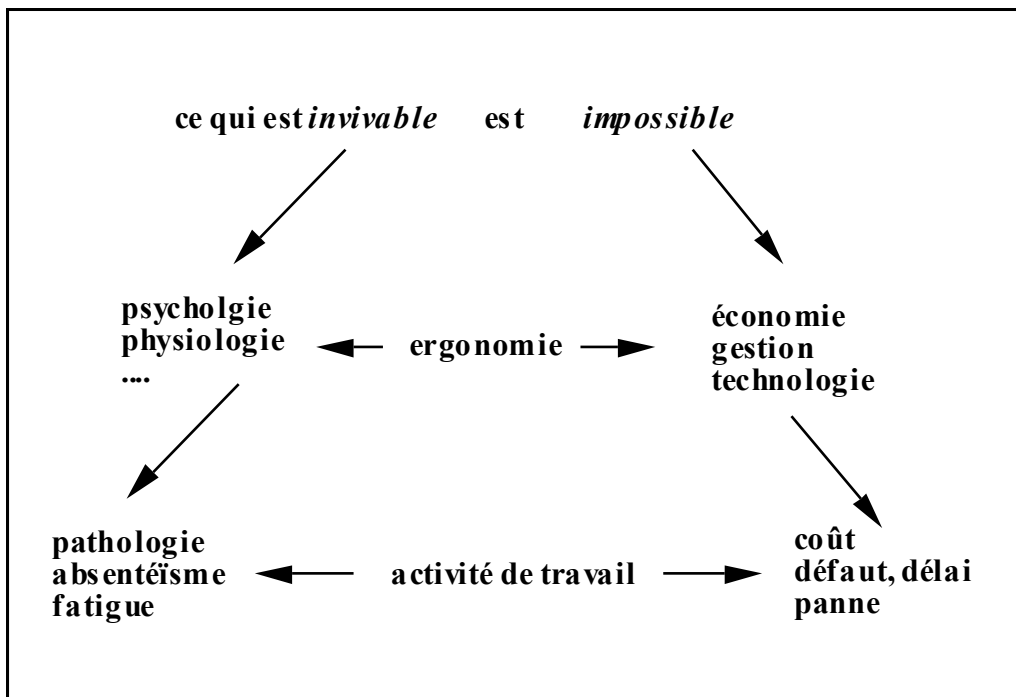 ce qui est invivable est impossible
psycholgie
physiologie
....
ergonomie
économie
gestion
technologie
pathologie
absentéïsme
fatigue
activité de travail
coût
défaut, délai
panne